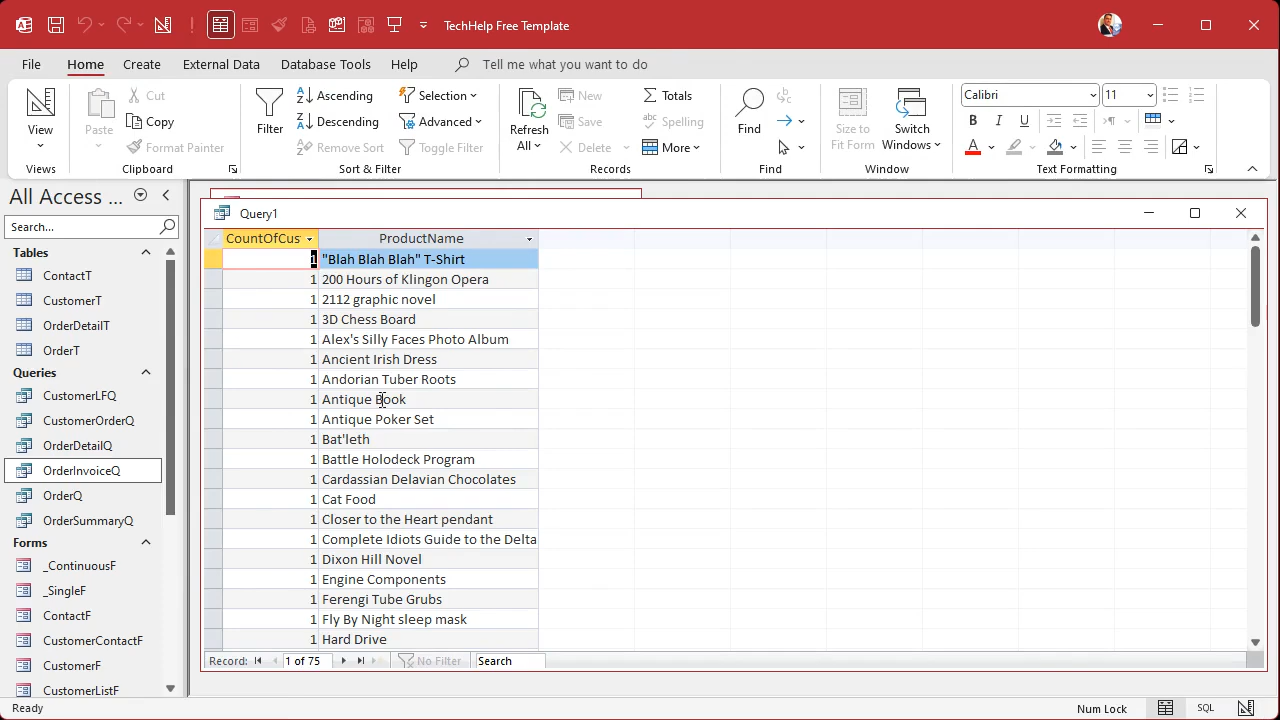 TechHelp Free Template
File Home Create External Data Database Tools Help Tell me what you want to do
View
Views
Paste
Cut
Copy
Format Painter
Clipboard
Filter
Ascending
Descending
Remove Sort
Selection
Advanced
Toggle Filter
Sort & Filter
Refresh
All
New
Save
Delete
Totals
Spelling
More
Records
Find
Find
Size to
Fit Form
Switch
Windows
Window
Calibri 11
B I U
A
Text Formatting
All Access ...
Search...
Tables
ContactT
CustomerT
OrderDetailT
OrderT
Queries
CustomerLFQ
CustomerOrderQ
OrderDetailQ
OrderInvoiceQ
OrderQ
OrderSummaryQ
Forms
_ContinuousF
_SingleF
ContactF
CustomerContactF
CustomerF
CustomerListF
Query1
CountOfCus ProductName
1 "Blah Blah Blah" T-Shirt
1 200 Hours of Klingon Opera
1 2112 graphic novel
1 3D Chess Board
1 Alex's Silly Faces Photo Album
1 Ancient Irish Dress
1 Andorian Tuber Roots
1 Antique Book
1 Antique Poker Set
1 Bat'leth
1 Battle Holodeck Program
1 Cardassian Delavian Chocolates
1 Cat Food
1 Closer to the Heart pendant
1 Complete Idiots Guide to the Delta
1 Dixon Hill Novel
1 Engine Components
1 Ferengi Tube Grubs
1 Fly By Night sleep mask
1 Hard Drive
Record: 1 of 75 No Filter Search
Ready Num Lock SQL